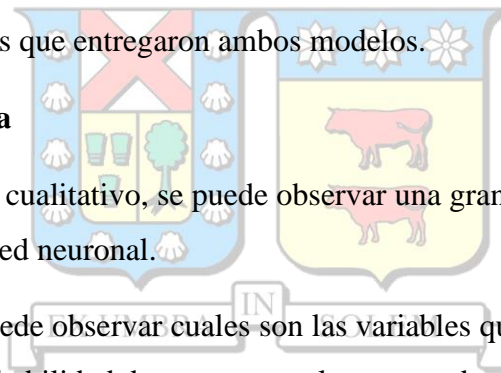 s que entregaron ambos modelos.
a
cualitativo, se puede observar una gran
ed neuronal.
ede observar cuales son las variables qu
EX UMBRA IN SOLEM